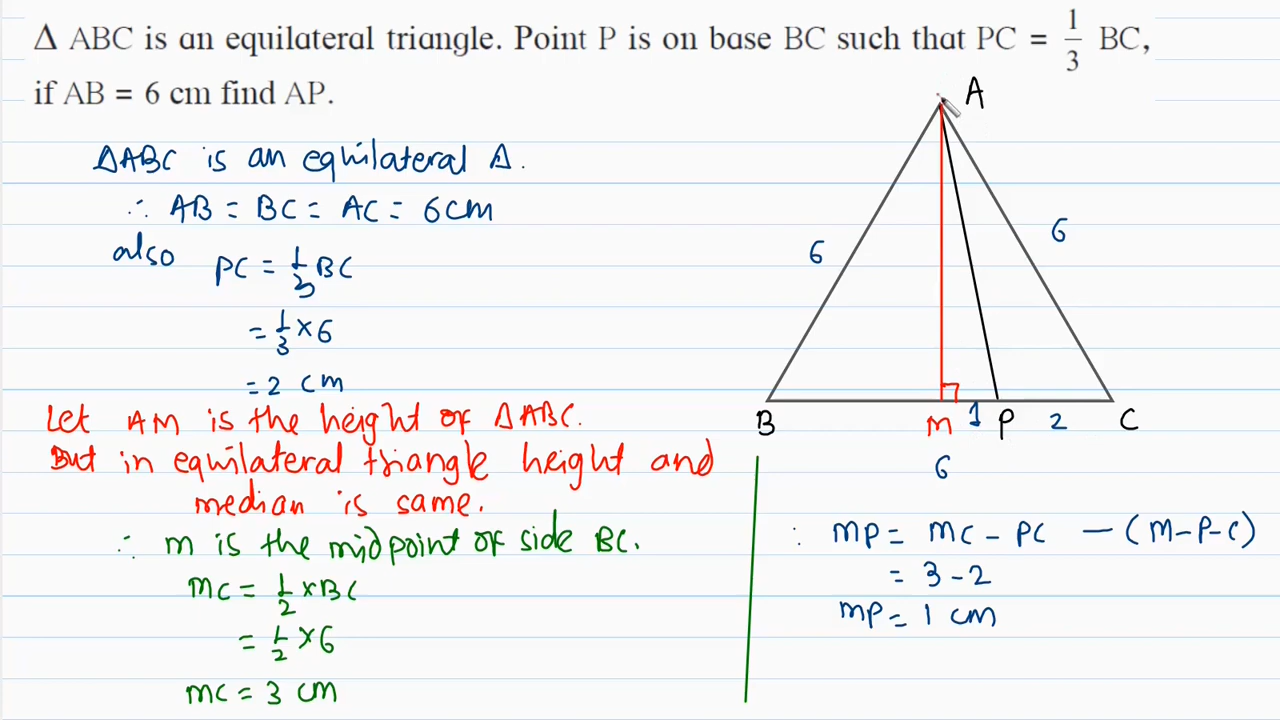 Δ ABC is an equilateral triangle. Point P is on base BC such that PC = 1/3 BC,
if AB = 6 cm find AP.
ΔABC is an equilateral Δ.
∴ AB = BC = AC = 6cm
also PC = 1/3 BC
= 1/3 × 6
= 2 cm
Let AM is the height of ΔABC.
But in equilateral triangle height and
median is same.
∴ m is the midpoint of side BC.
MC = 1/2 × BC
= 1/2 × 6
MC = 3 cm
A
6
6
B
m
1
P
2
C
6
∴ MP = MC - PC — (M-P-C)
= 3 - 2
MP = 1 cm